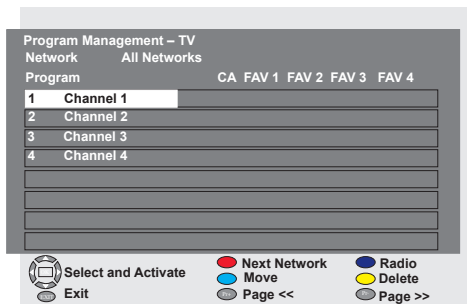 Program Management – TV
Network All Networks
Program CA FAV 1 FAV 2 FAV 3 FAV 4
1 Channel 1
2 Channel 2
3 Channel 3
4 Channel 4
Select and Activate Next Network Radio
Move Delete
EXIT Exit Page << Page >>